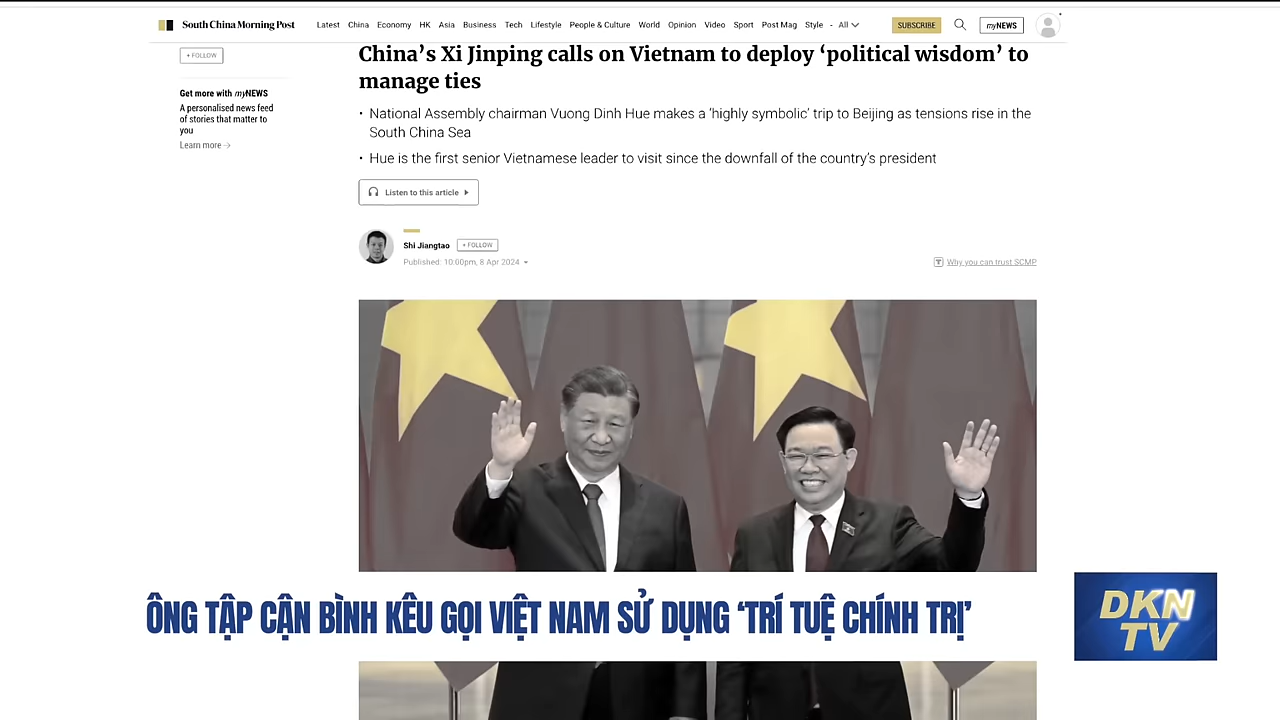 South China Morning Post
Latest China Economy HK Asia Business Tech Lifestyle People & Culture World Opinion Video Sport Post Mag Style - All
SUBSCRIBE
myNEWS
+ FOLLOW
Get more with myNEWS
A personalised news feed
of stories that matter to
you
Learn more →
China’s Xi Jinping calls on Vietnam to deploy ‘political wisdom’ to
manage ties
• National Assembly chairman Vuong Dinh Hue makes a ‘highly symbolic’ trip to Beijing as tensions rise in the
South China Sea
• Hue is the first senior Vietnamese leader to visit since the downfall of the country’s president
Listen to this article
Shi Jiangtao
+ FOLLOW
Published: 10:00pm, 8 Apr 2024
Why you can trust SCMP
ÔNG TẬP CẬN BÌNH KÊU GỌI VIỆT NAM SỬ DỤNG ‘TRÍ TUỆ CHÍNH TRỊ’
DKN
TV